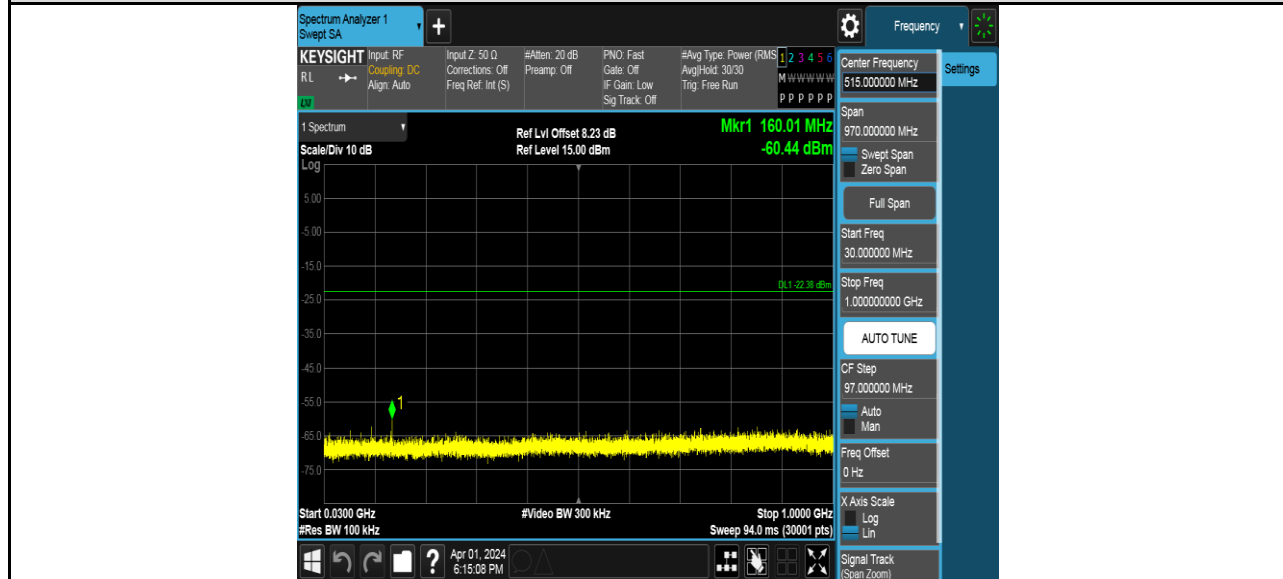 Spectrum Analyzer 1
Swept SA
+
Frequency
KEYSIGHT
RL
LXI
Input: RF
Coupling: DC
Align: Auto
Input Z: 50 Ω
Corrections: Off
Freq Ref: Int (S)
#Atten: 20 dB
Preamp: Off
PNO: Fast
Gate: Off
IF Gain: Low
Sig Track: Off
#Avg Type: Power (RMS
Avg|Hold: 30/30
Trig: Free Run
1 2 3 4 5 6
M W W W W W
P P P P P P
1 Spectrum
Scale/Div 10 dB
Ref Lvl Offset 8.23 dB
Ref Level 15.00 dBm
Mkr1 160.01 MHz
-60.44 dBm
Log
5.00
-5.00
-15.0
DL1 -22.38 dBm
-25.0
-35.0
-45.0
-55.0
1
-65.0
-75.0
Start 0.0300 GHz
#Res BW 100 kHz
#Video BW 300 kHz
Stop 1.0000 GHz
Sweep 94.0 ms (30001 pts)
?
Apr 01, 2024
6:15:08 PM
Center Frequency
515.000000 MHz
Settings
Span
970.000000 MHz
Swept Span
Zero Span
Full Span
Start Freq
30.000000 MHz
Stop Freq
1.000000000 GHz
AUTO TUNE
CF Step
97.000000 MHz
Auto
Man
Freq Offset
0 Hz
X Axis Scale
Log
Lin
Signal Track
(Span Zoom)